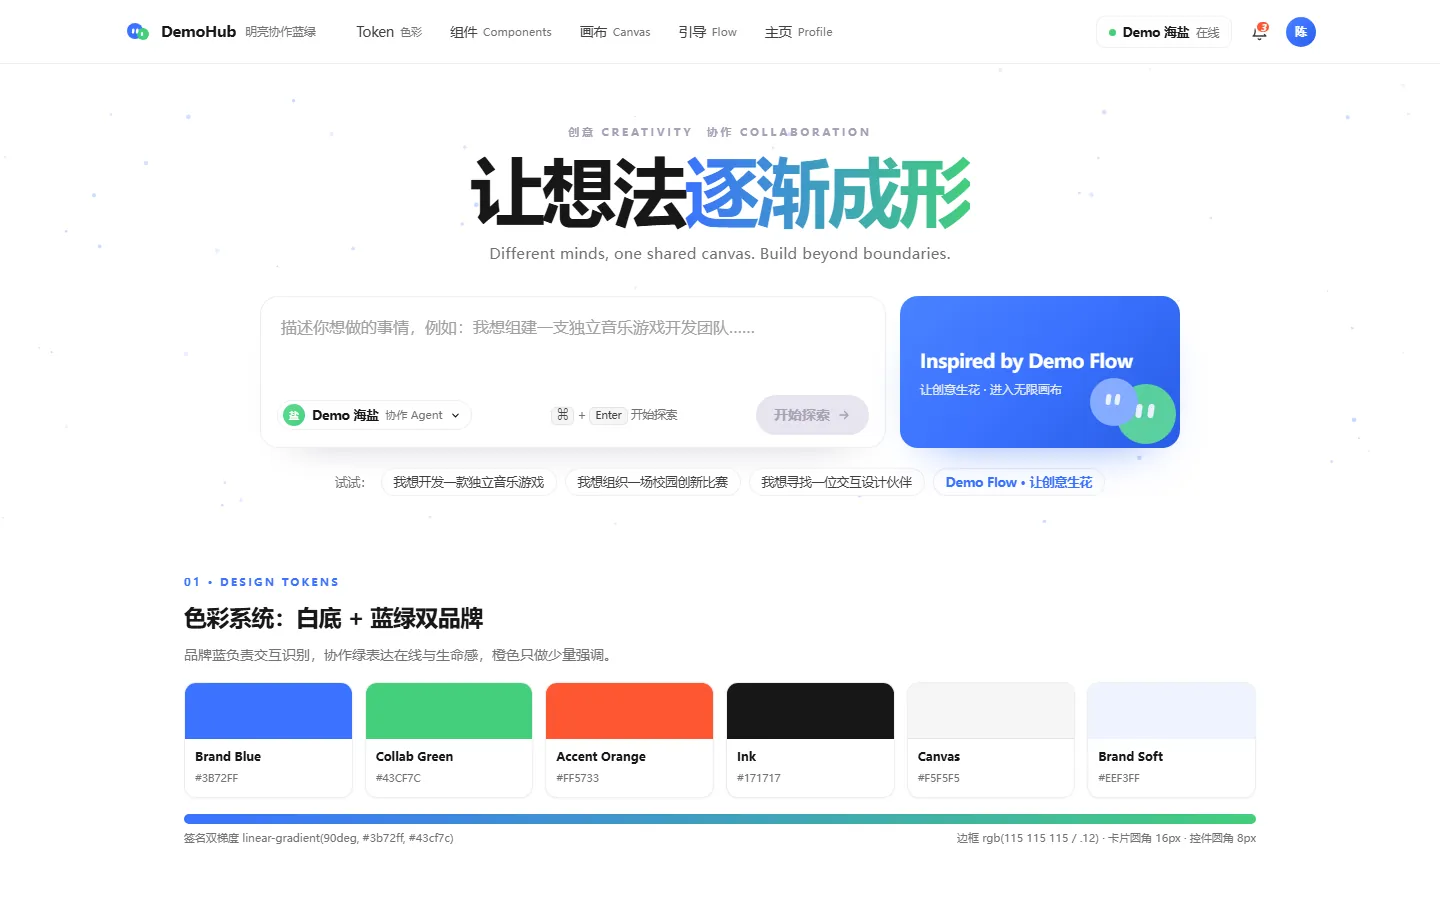 DemoHub 明亮协作蓝绿 Token 色彩 组件 Components 画布 Canvas 引导 Flow 主页 Profile Demo 海盐 在线 3 陈
创意 CREATIVITY 协作 COLLABORATION
让想法逐渐成形
Different minds, one shared canvas. Build beyond boundaries.
描述你想做的事情，例如：我想组建一支独立音乐游戏开发团队……
盐 Demo 海盐 协作 Agent ⌘ + Enter 开始探索 开始探索 →
Inspired by Demo Flow
让创意生花 · 进入无限画布
试试： 我想开发一款独立音乐游戏 我想组织一场校园创新比赛 我想寻找一位交互设计伙伴 Demo Flow • 让创意生花
01 • DESIGN TOKENS
色彩系统：白底 + 蓝绿双品牌
品牌蓝负责交互识别，协作绿表达在线与生命感，橙色只做少量强调。
Brand Blue Collab Green Accent Orange Ink Canvas Brand Soft
#3B72FF #43CF7C #FF5733 #171717 #F5F5F5 #EEF3FF
签名双梯度 linear-gradient(90deg, #3b72ff, #43cf7c) 边框 rgb(115 115 115 / .12) · 卡片圆角 16px · 控件圆角 8px